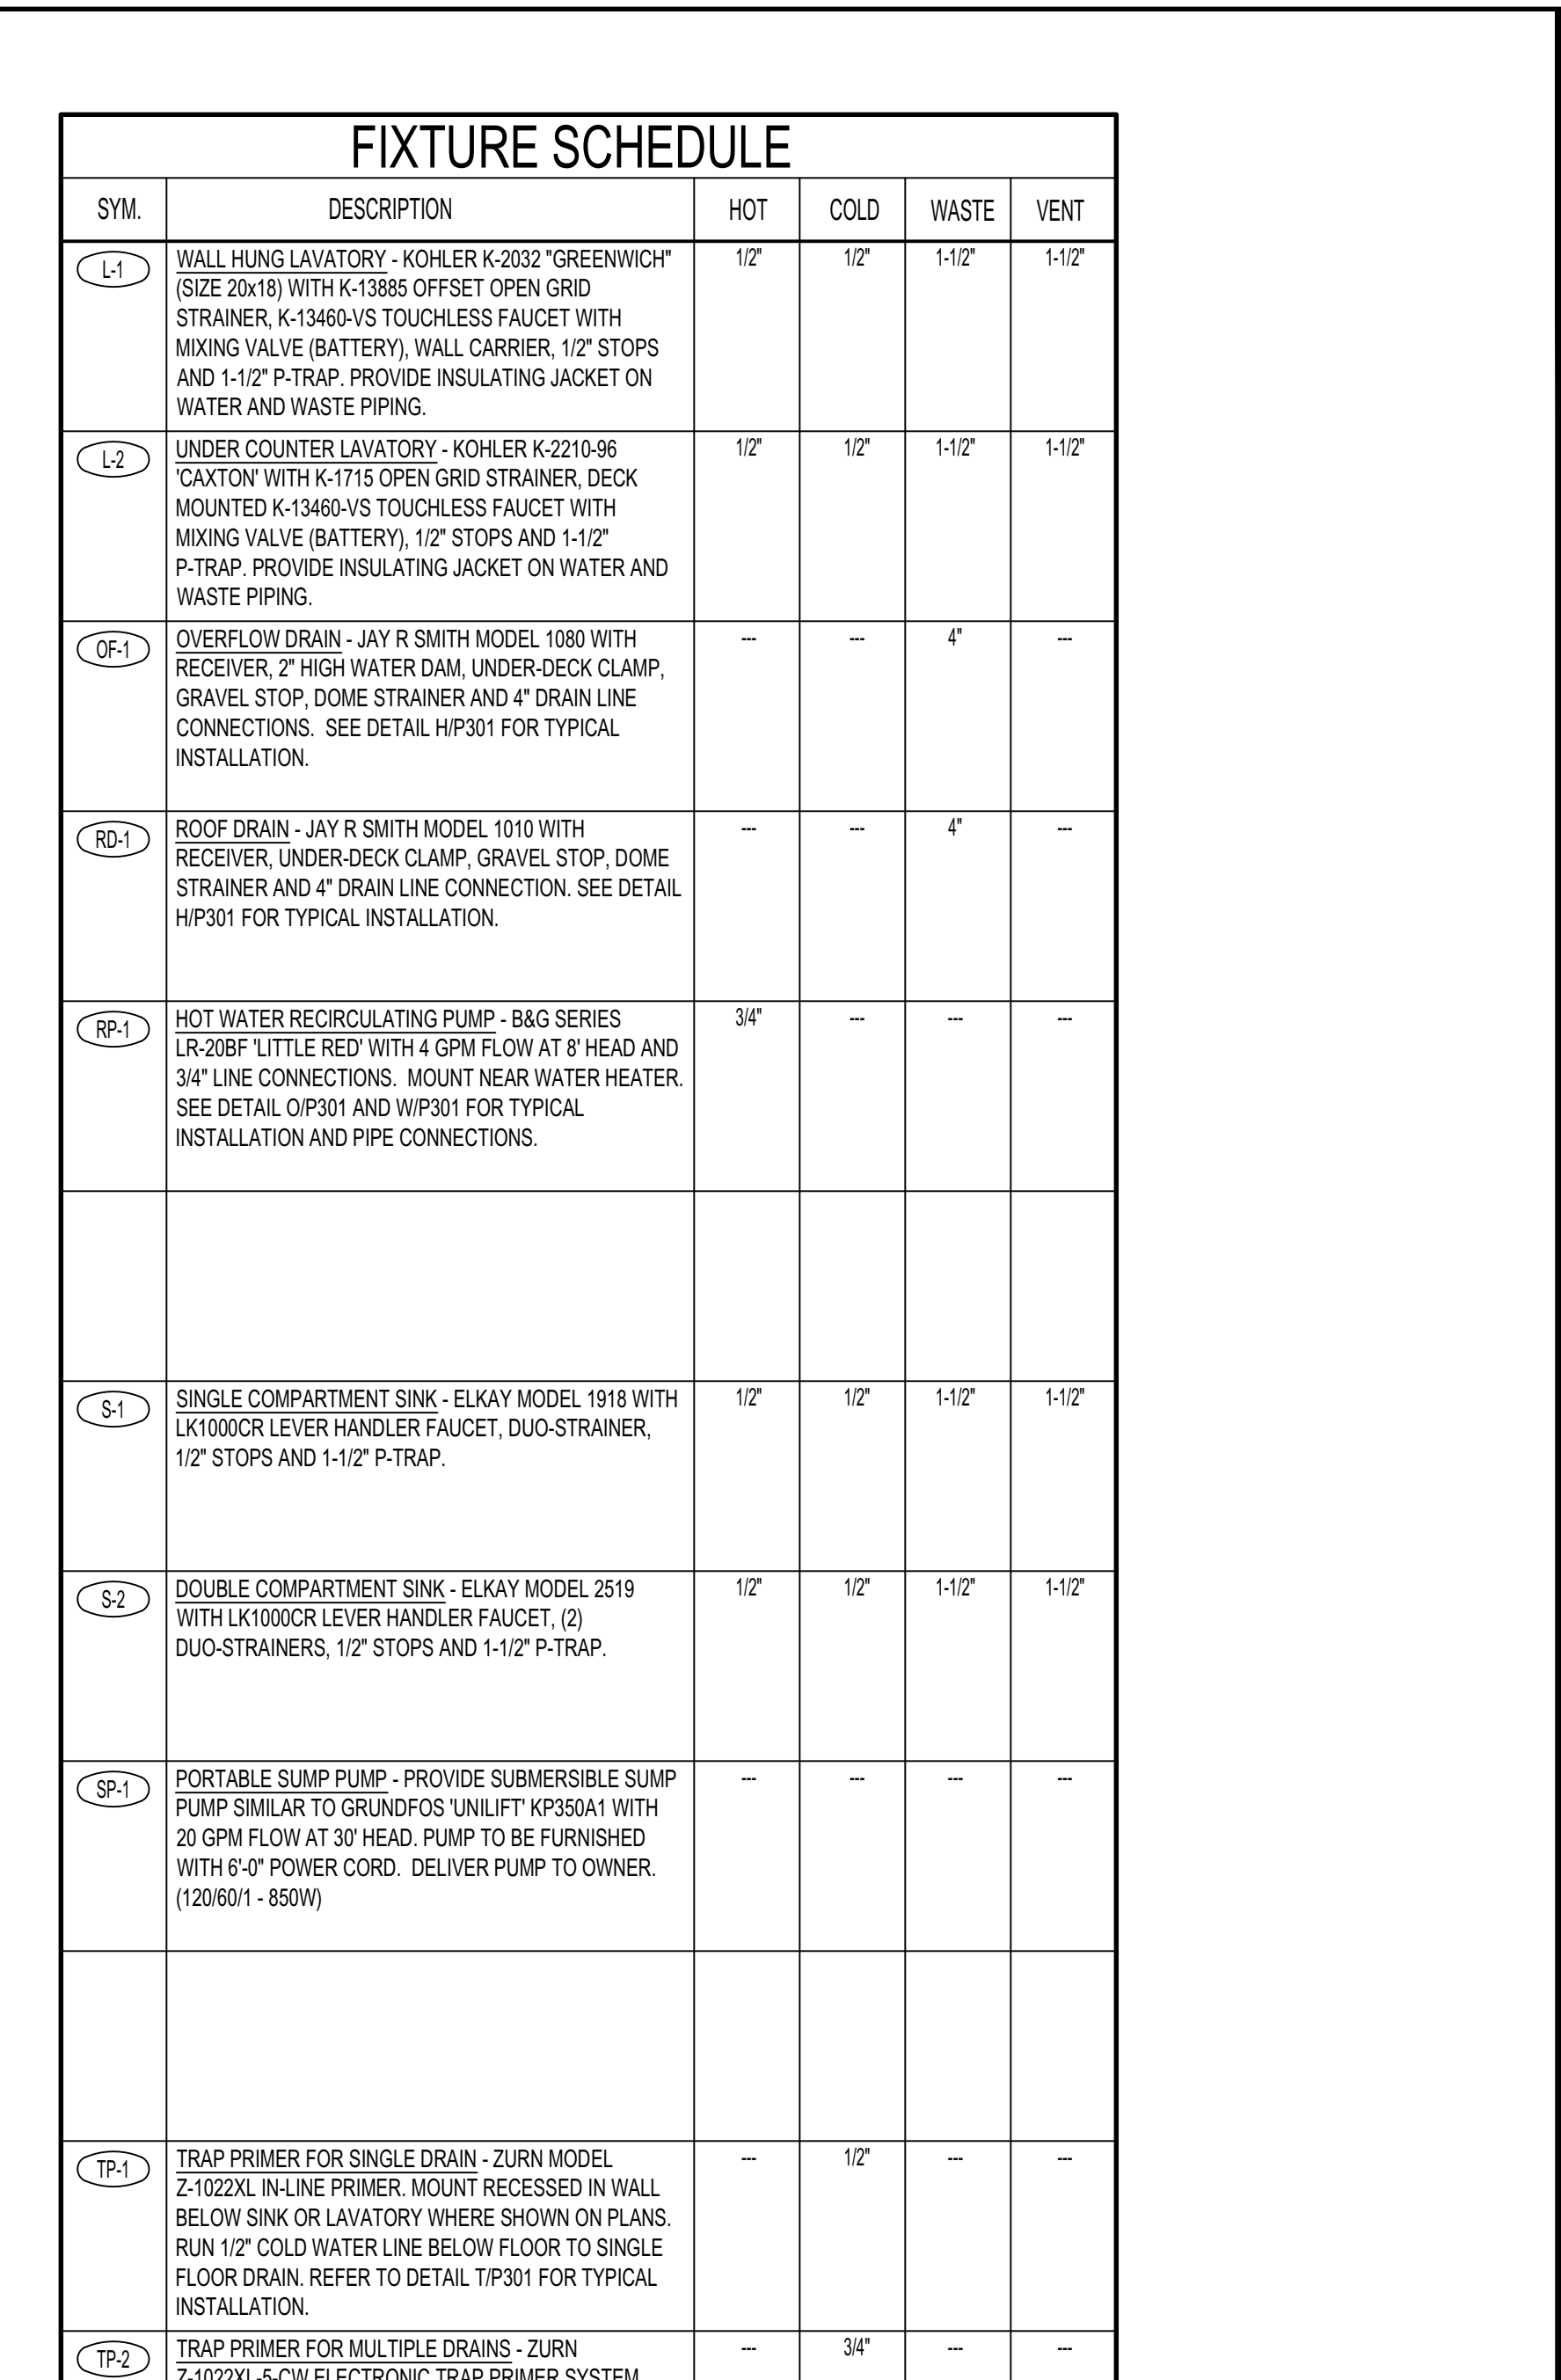 FIXTURE SCHEDULE
SYM. DESCRIPTION HOT COLD WASTE VENT
L-1 WALL HUNG LAVATORY - KOHLER K-2032 "GREENWICH" 1/2" 1/2" 1-1/2" 1-1/2"
(SIZE 20x18) WITH K-13885 OFFSET OPEN GRID
STRAINER, K-13460-VS TOUCHLESS FAUCET WITH
MIXING VALVE (BATTERY), WALL CARRIER, 1/2" STOPS
AND 1-1/2" P-TRAP. PROVIDE INSULATING JACKET ON
WATER AND WASTE PIPING.
L-2 UNDER COUNTER LAVATORY - KOHLER K-2210-96 1/2" 1/2" 1-1/2" 1-1/2"
'CAXTON' WITH K-1715 OPEN GRID STRAINER, DECK
MOUNTED K-13460-VS TOUCHLESS FAUCET WITH
MIXING VALVE (BATTERY), 1/2" STOPS AND 1-1/2"
P-TRAP. PROVIDE INSULATING JACKET ON WATER AND
WASTE PIPING.
OF-1 OVERFLOW DRAIN - JAY R SMITH MODEL 1080 WITH --- --- 4" ---
RECEIVER, 2" HIGH WATER DAM, UNDER-DECK CLAMP,
GRAVEL STOP, DOME STRAINER AND 4" DRAIN LINE
CONNECTIONS. SEE DETAIL H/P301 FOR TYPICAL
INSTALLATION.
RD-1 ROOF DRAIN - JAY R SMITH MODEL 1010 WITH --- --- 4" ---
RECEIVER, UNDER-DECK CLAMP, GRAVEL STOP, DOME
STRAINER AND 4" DRAIN LINE CONNECTION. SEE DETAIL
H/P301 FOR TYPICAL INSTALLATION.
RP-1 HOT WATER RECIRCULATING PUMP - B&G SERIES 3/4" --- --- ---
LR-20BF 'LITTLE RED' WITH 4 GPM FLOW AT 8' HEAD AND
3/4" LINE CONNECTIONS. MOUNT NEAR WATER HEATER.
SEE DETAIL O/P301 AND W/P301 FOR TYPICAL
INSTALLATION AND PIPE CONNECTIONS.
S-1 SINGLE COMPARTMENT SINK - ELKAY MODEL 1918 WITH 1/2" 1/2" 1-1/2" 1-1/2"
LK1000CR LEVER HANDLER FAUCET, DUO-STRAINER,
1/2" STOPS AND 1-1/2" P-TRAP.
S-2 DOUBLE COMPARTMENT SINK - ELKAY MODEL 2519 1/2" 1/2" 1-1/2" 1-1/2"
WITH LK1000CR LEVER HANDLER FAUCET, (2)
DUO-STRAINERS, 1/2" STOPS AND 1-1/2" P-TRAP.
SP-1 PORTABLE SUMP PUMP - PROVIDE SUBMERSIBLE SUMP --- --- --- ---
PUMP SIMILAR TO GRUNDFOS 'UNILIFT' KP350A1 WITH
20 GPM FLOW AT 30' HEAD. PUMP TO BE FURNISHED
WITH 6'-0" POWER CORD. DELIVER PUMP TO OWNER.
(120/60/1 - 850W)
TP-1 TRAP PRIMER FOR SINGLE DRAIN - ZURN MODEL --- 1/2" --- ---
Z-1022XL IN-LINE PRIMER. MOUNT RECESSED IN WALL
BELOW SINK OR LAVATORY WHERE SHOWN ON PLANS.
RUN 1/2" COLD WATER LINE BELOW FLOOR TO SINGLE
FLOOR DRAIN. REFER TO DETAIL T/P301 FOR TYPICAL
INSTALLATION.
TP-2 TRAP PRIMER FOR MULTIPLE DRAINS - ZURN --- 3/4" --- ---
Z-1022XL-5-CW ELECTRONIC TRAP PRIMER SYSTEM